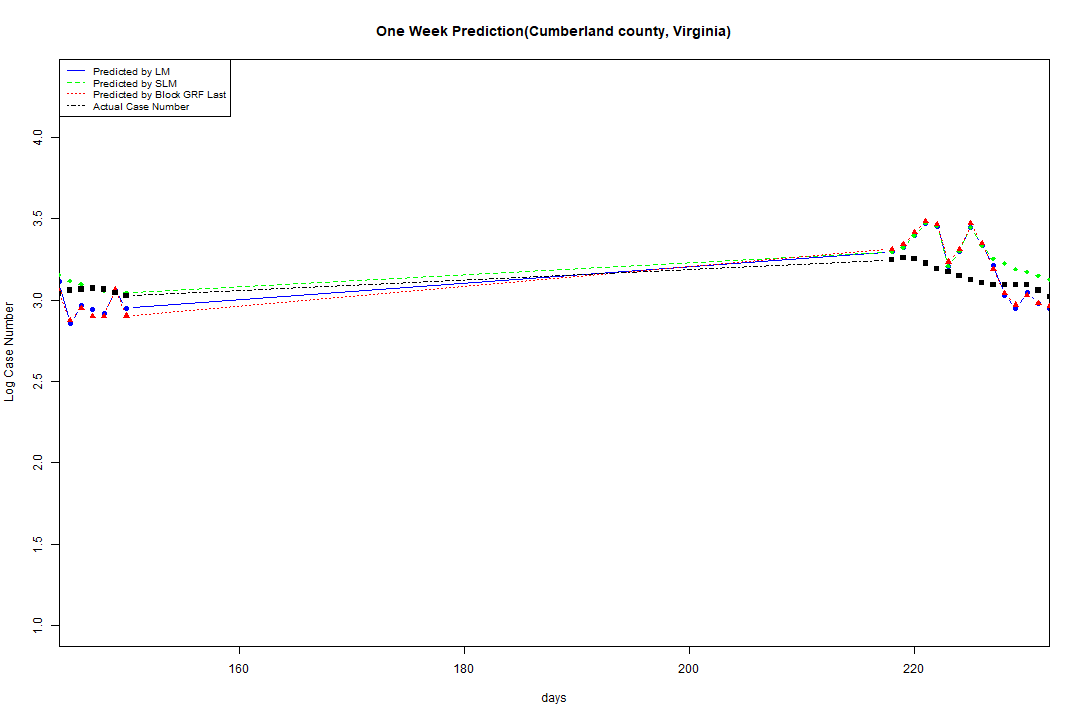 One Week Prediction(Cumberland county, Virginia)
Predicted by LM
Predicted by SLM
Predicted by Block GRF Last
Actual Case Number
4.0
3.5
3.0
2.5
2.0
1.5
1.0
Log Case Number
160 180 200 220
days